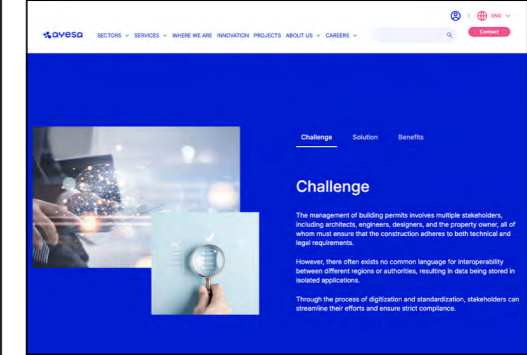 ENG
ayesa
SECTORS SERVICES WHERE WE ARE INNOVATION PROJECTS ABOUT US CAREERS
Contact
Challenge Solution Benefits
Challenge
The management of building permits involves multiple stakeholders,
including architects, engineers, designers, and the property owner, all of
whom must ensure that the construction adheres to both technical and
legal requirements.
However, there often exists no common language for interoperability
between different regions or authorities, resulting in data being stored in
isolated applications.
Through the process of digitization and standardization, stakeholders can
streamline their efforts and ensure strict compliance.